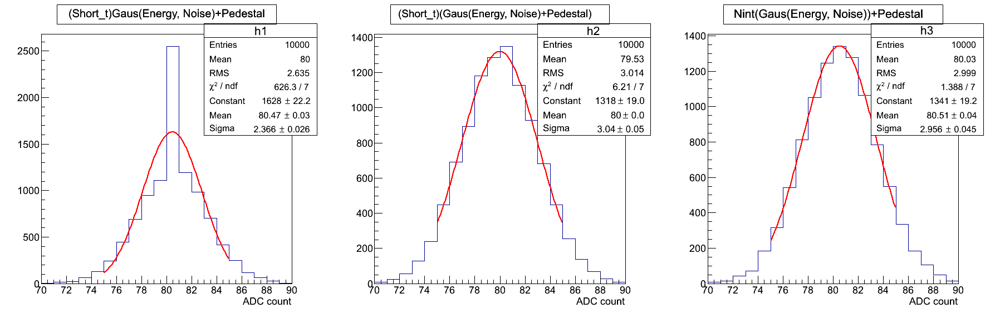 (Short_t)Gaus(Energy, Noise)+Pedestal
h1
Entries 10000
Mean 80
RMS 2.635
χ² / ndf 626.3 / 7
Constant 1628 ± 22.2
Mean 80.47 ± 0.03
Sigma 2.366 ± 0.026
2500
2000
1500
1000
500
0
70 72 74 76 78 80 82 84 86 88 90
ADC count
(Short_t)(Gaus(Energy, Noise)+Pedestal)
h2
Entries 10000
Mean 79.53
RMS 3.014
χ² / ndf 6.21 / 7
Constant 1318 ± 19.0
Mean 80 ± 0.0
Sigma 3.04 ± 0.05
1400
1200
1000
800
600
400
200
0
70 72 74 76 78 80 82 84 86 88 90
ADC count
Nint(Gaus(Energy, Noise))+Pedestal
h3
Entries 10000
Mean 80.03
RMS 2.999
χ² / ndf 1.388 / 7
Constant 1341 ± 19.2
Mean 80.51 ± 0.04
Sigma 2.956 ± 0.045
1400
1200
1000
800
600
400
200
0
70 72 74 76 78 80 82 84 86 88 90
ADC count